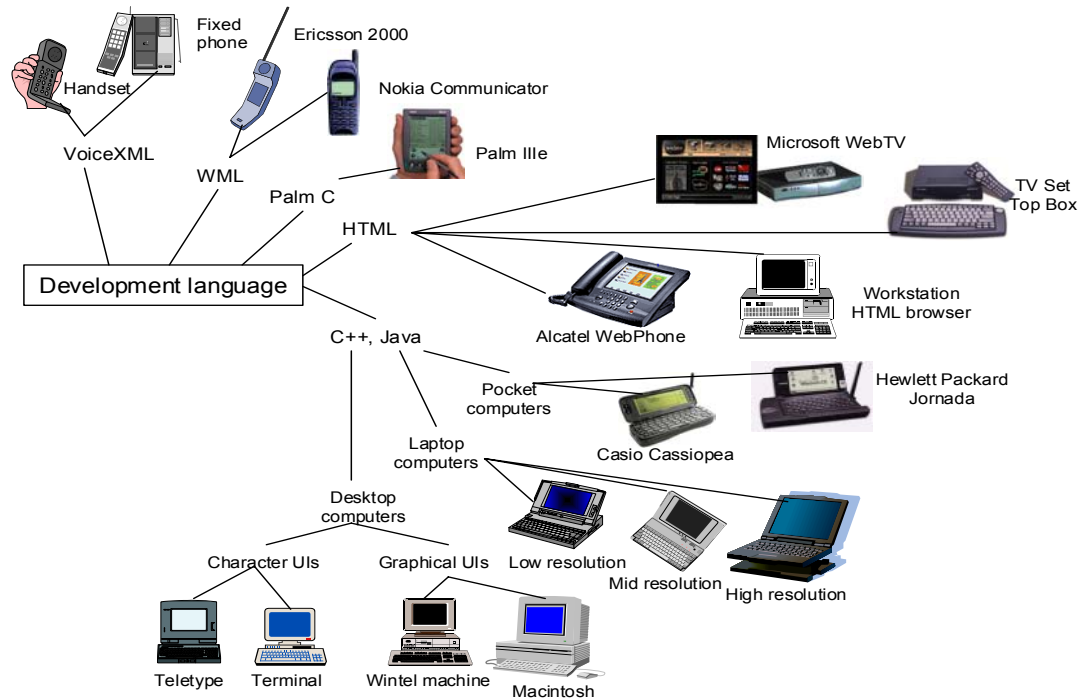 Fixed
phone
Handset
Ericsson 2000
Nokia Communicator
VoiceXML
WML
Palm IIIe
Palm C
Microsoft WebTV
TV Set
Top Box
HTML
Development language
Alcatel WebPhone
Workstation
HTML browser
C++, Java
Pocket
computers
Hewlett Packard
Jornada
Casio Cassiopea
Laptop
computers
Desktop
computers
Low resolution
Mid resolution
High resolution
Character UIs
Graphical UIs
Teletype
Terminal
Wintel machine
Macintosh